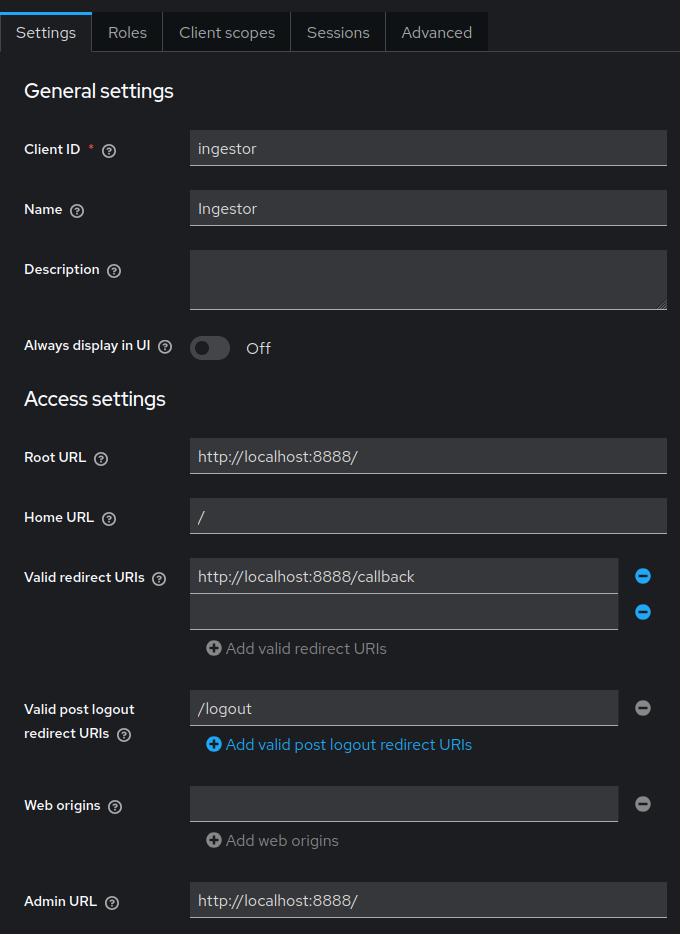 Settings Roles Client scopes Sessions Advanced
General settings
Client ID * ingestor
Name Ingestor
Description
Always display in UI Off
Access settings
Root URL http://localhost:8888/
Home URL /
Valid redirect URIs http://localhost:8888/callback
Add valid redirect URIs
Valid post logout
redirect URIs /logout
Add valid post logout redirect URIs
Web origins
Add web origins
Admin URL http://localhost:8888/